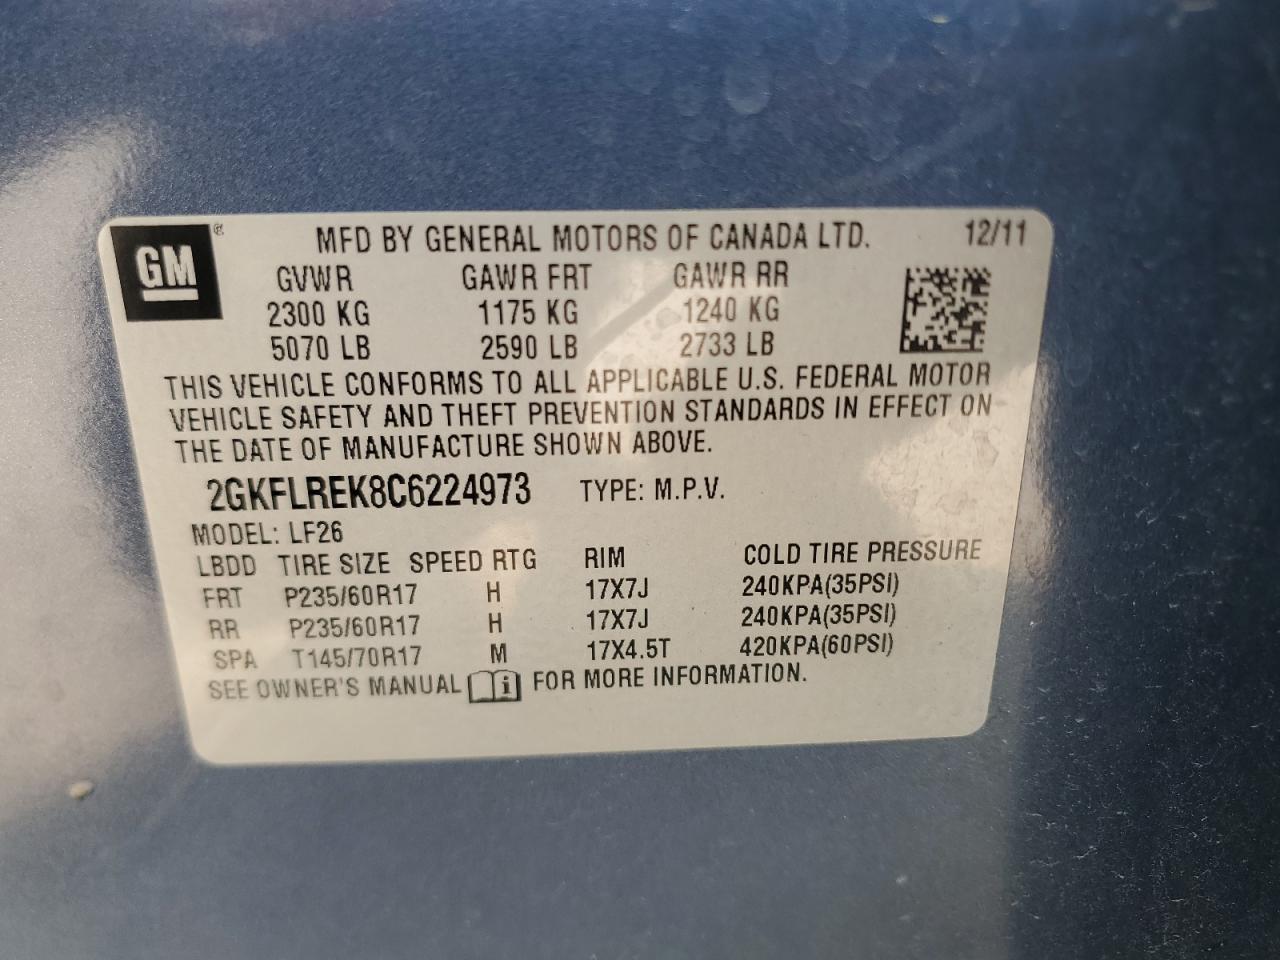 GM
MFD BY GENERAL MOTORS OF CANADA LTD. 12/11
GVWR GAWR FRT GAWR RR
2300 KG 1175 KG 1240 KG
5070 LB 2590 LB 2733 LB
THIS VEHICLE CONFORMS TO ALL APPLICABLE U.S. FEDERAL MOTOR
VEHICLE SAFETY AND THEFT PREVENTION STANDARDS IN EFFECT ON
THE DATE OF MANUFACTURE SHOWN ABOVE.
2GKFLREK8C6224973 TYPE: M.P.V.
MODEL: LF26
LBDD TIRE SIZE SPEED RTG RIM COLD TIRE PRESSURE
FRT P235/60R17 H 17X7J 240KPA(35PSI)
RR P235/60R17 H 17X7J 240KPA(35PSI)
SPA T145/70R17 M 17X4.5T 420KPA(60PSI)
SEE OWNER'S MANUAL i FOR MORE INFORMATION.